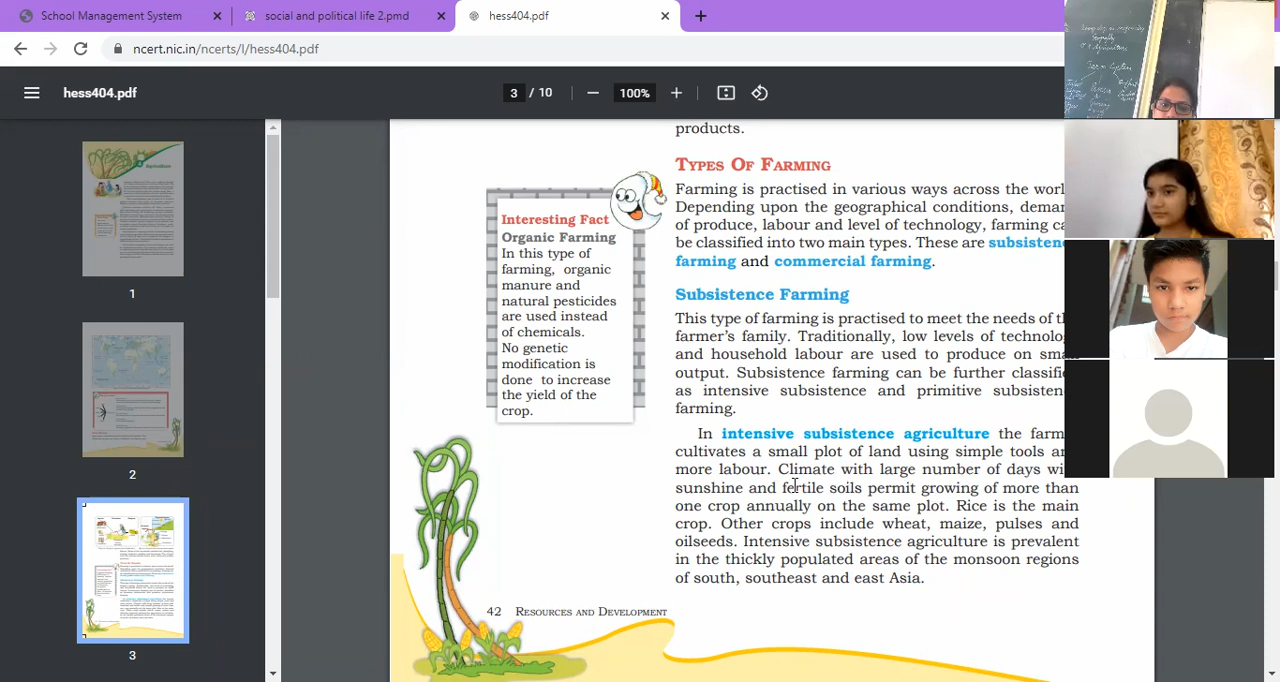 School Management System
social and political life 2.pmd
hess404.pdf
ncert.nic.in/ncerts/l/hess404.pdf
hess404.pdf
3 / 10
100%
1
2
3
products.
TYPES OF FARMING
Farming is practised in various ways across the worl
Depending upon the geographical conditions, deman
of produce, labour and level of technology, farming ca
be classified into two main types. These are subsisten
farming and commercial farming.
Subsistence Farming
This type of farming is practised to meet the needs of th
farmer's family. Traditionally, low levels of technolog
and household labour are used to produce on sma
output. Subsistence farming can be further classifie
as intensive subsistence and primitive subsisten
farming.
In intensive subsistence agriculture the farm
cultivates a small plot of land using simple tools an
more labour. Climate with large number of days wi
sunshine and fertile soils permit growing of more than
one crop annually on the same plot. Rice is the main
crop. Other crops include wheat, maize, pulses and
oilseeds. Intensive subsistence agriculture is prevalent
in the thickly populated areas of the monsoon regions
of south, southeast and east Asia.
Interesting Fact
Organic Farming
In this type of
farming, organic
manure and
natural pesticides
are used instead
of chemicals.
No genetic
modification is
done to increase
the yield of the
crop.
42 RESOURCES AND DEVELOPMENT